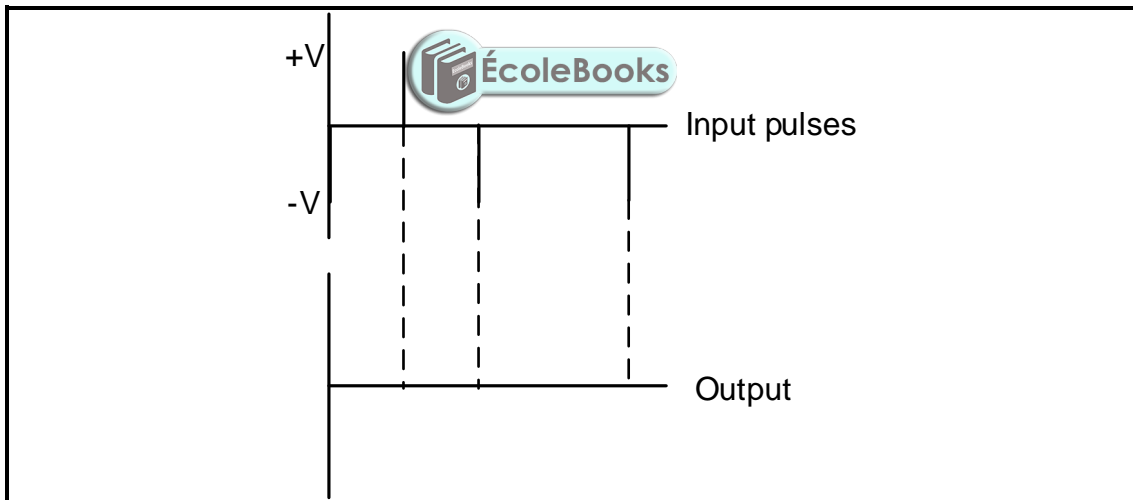 +V
ÉcoleBooks
Input pulses
-V
Output